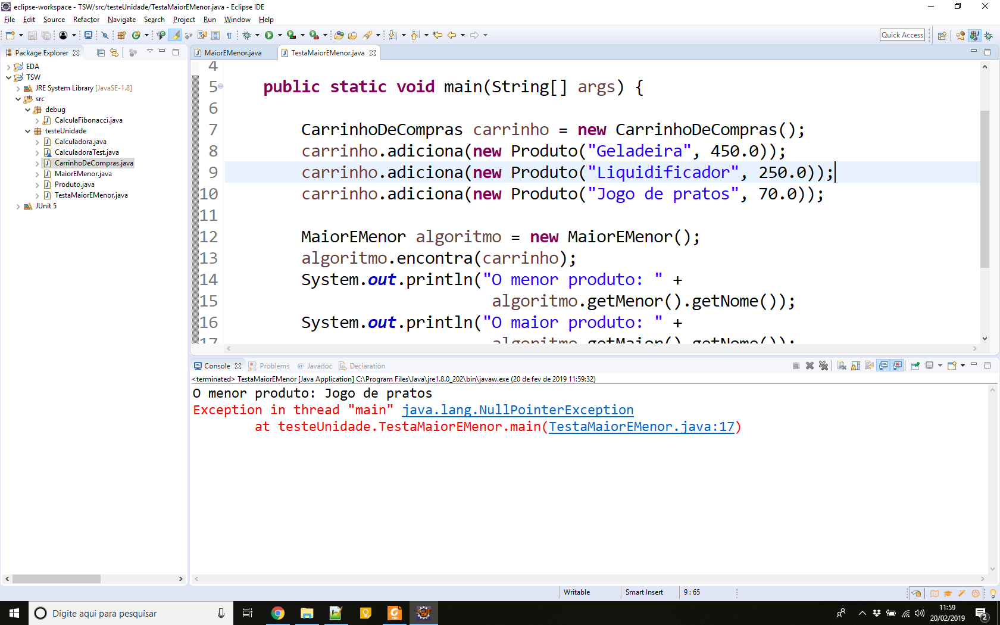 eclipse-workspace - TSW/src/testeUnidade/TestaMaiorEMenor.java - Eclipse IDE
File Edit Source Refactor Navigate Search Project Run Window Help
Quick Access
Package Explorer
EDA
TSW
JRE System Library [JavaSE-1.8]
src
debug
CalculaFibonacci.java
testeUnidade
Calculadora.java
CalculadoraTest.java
CarrinhoDeCompras.java
MaiorEMenor.java
Produto.java
TestaMaiorEMenor.java
JUnit 5
MaiorEMenor.java TestaMaiorEMenor.java
4
5 public static void main(String[] args) {
6
7 CarrinhoDeCompras carrinho = new CarrinhoDeCompras();
8 carrinho.adiciona(new Produto("Geladeira", 450.0));
9 carrinho.adiciona(new Produto("Liquidificador", 250.0));
10 carrinho.adiciona(new Produto("Jogo de pratos", 70.0));
11
12 MaiorEMenor algoritmo = new MaiorEMenor();
13 algoritmo.encontra(carrinho);
14 System.out.println("O menor produto: " +
15 algoritmo.getMenor().getNome());
16 System.out.println("O maior produto: " +
17 algoritmo.getMaior().getNome());
Console Problems @ Javadoc Declaration
<terminated> TestaMaiorEMenor [Java Application] C:\Program Files\Java\jre1.8.0_202\bin\javaw.exe (20 de fev de 2019 11:59:32)
O menor produto: Jogo de pratos
Exception in thread "main" java.lang.NullPointerException
at testeUnidade.TestaMaiorEMenor.main(TestaMaiorEMenor.java:17)
Writable Smart Insert 9 : 65
Digite aqui para pesquisar
11:59
20/02/2019
2